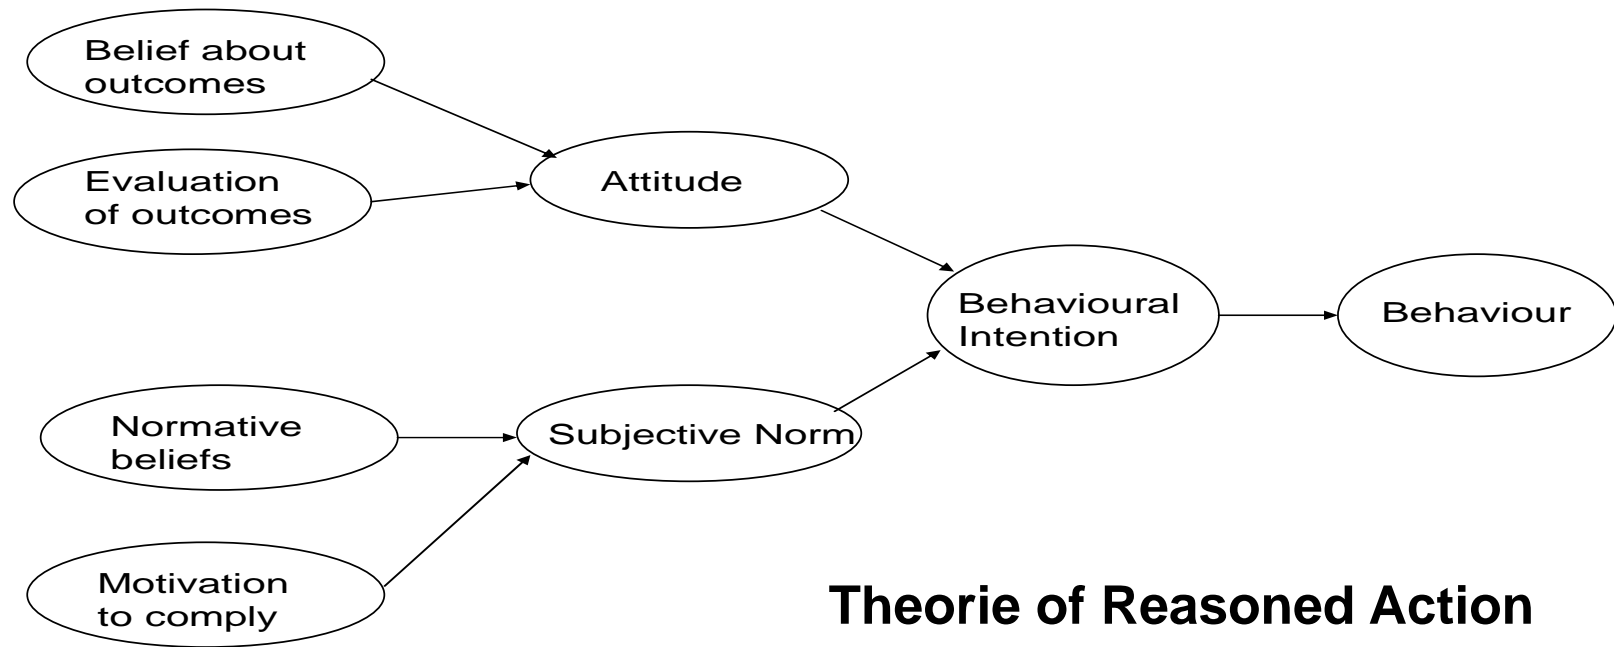 Belief about
outcomes
Evaluation
of outcomes
Attitude
Behavioural
Intention
Behaviour
Normative
beliefs
Subjective Norm
Motivation
to comply
Theorie of Reasoned Action